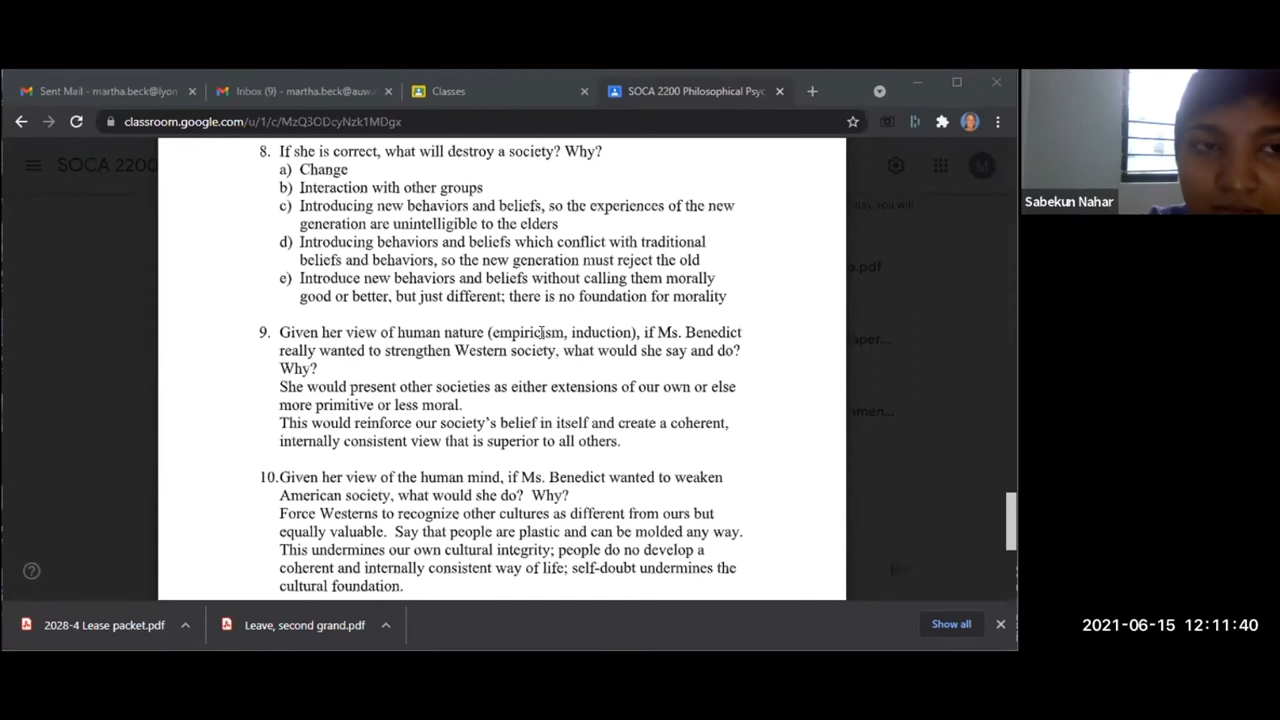 Sent Mail - martha.beck@lyon
Inbox (9) - martha.beck@auw
Classes
SOCA 2200 Philosophical Psyc
classroom.google.com/u/1/c/MzQ3ODcyNzk1MDgx
SOCA 2200
M
8. If she is correct, what will destroy a society? Why?
a) Change
b) Interaction with other groups
c) Introducing new behaviors and beliefs, so the experiences of the new
generation are unintelligible to the elders
d) Introducing behaviors and beliefs which conflict with traditional
beliefs and behaviors, so the new generation must reject the old
e) Introduce new behaviors and beliefs without calling them morally
good or better, but just different; there is no foundation for morality
9. Given her view of human nature (empiricism, induction), if Ms. Benedict
really wanted to strengthen Western society, what would she say and do?
Why?
She would present other societies as either extensions of our own or else
more primitive or less moral.
This would reinforce our society's belief in itself and create a coherent,
internally consistent view that is superior to all others.
10.Given her view of the human mind, if Ms. Benedict wanted to weaken
American society, what would she do? Why?
Force Westerns to recognize other cultures as different from ours but
equally valuable. Say that people are plastic and can be molded any way.
This undermines our own cultural integrity; people do no develop a
coherent and internally consistent way of life; self-doubt undermines the
cultural foundation.
day, you will
.pdf
aper....
omen...
2028-4 Lease packet.pdf
Leave, second grand.pdf
Show all
Sabekun Nahar
2021-06-15 12:11:40